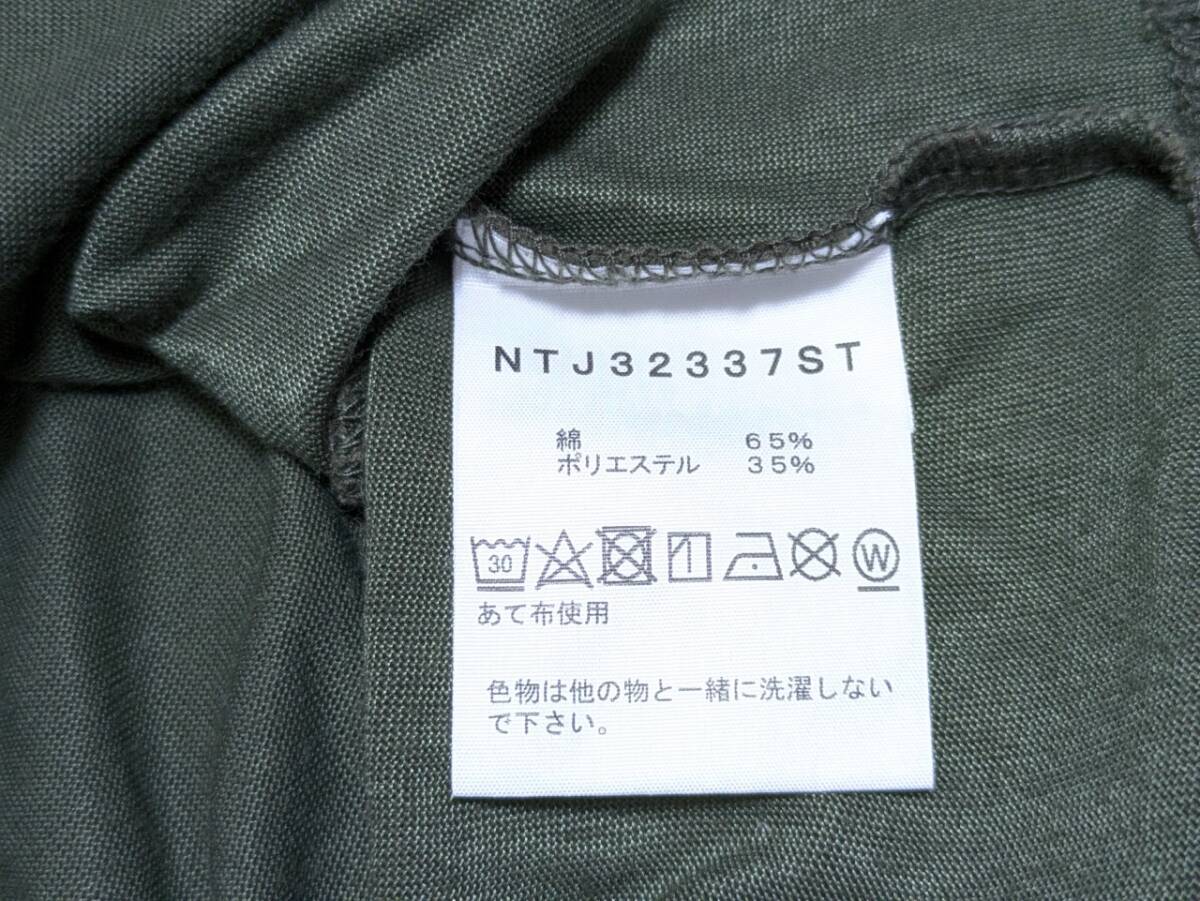 NTJ32337ST
綿 65%
ポリエステル 35%
30 W
あて布使用
色物は他の物と一緒に洗濯しない
で下さい。